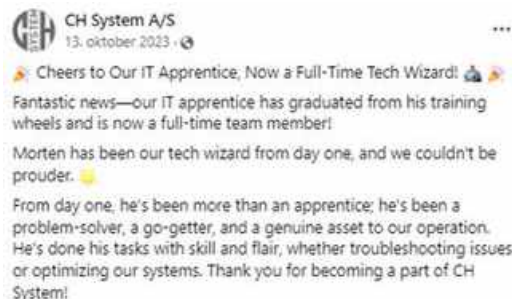 CH SYSTEM
CH System A/S
13. oktober 2023 ·
🎉 Cheers to Our IT Apprentice, Now a Full-Time Tech Wizard! 🎉
Fantastic news—our IT apprentice has graduated from his training
wheels and is now a full-time team member!
Morten has been our tech wizard from day one, and we couldn't be
prouder.
From day one, he's been more than an apprentice; he's been a
problem-solver, a go-getter, and a genuine asset to our operation.
He's done his tasks with skill and flair, whether troubleshooting issues
or optimizing our systems. Thank you for becoming a part of CH
System!